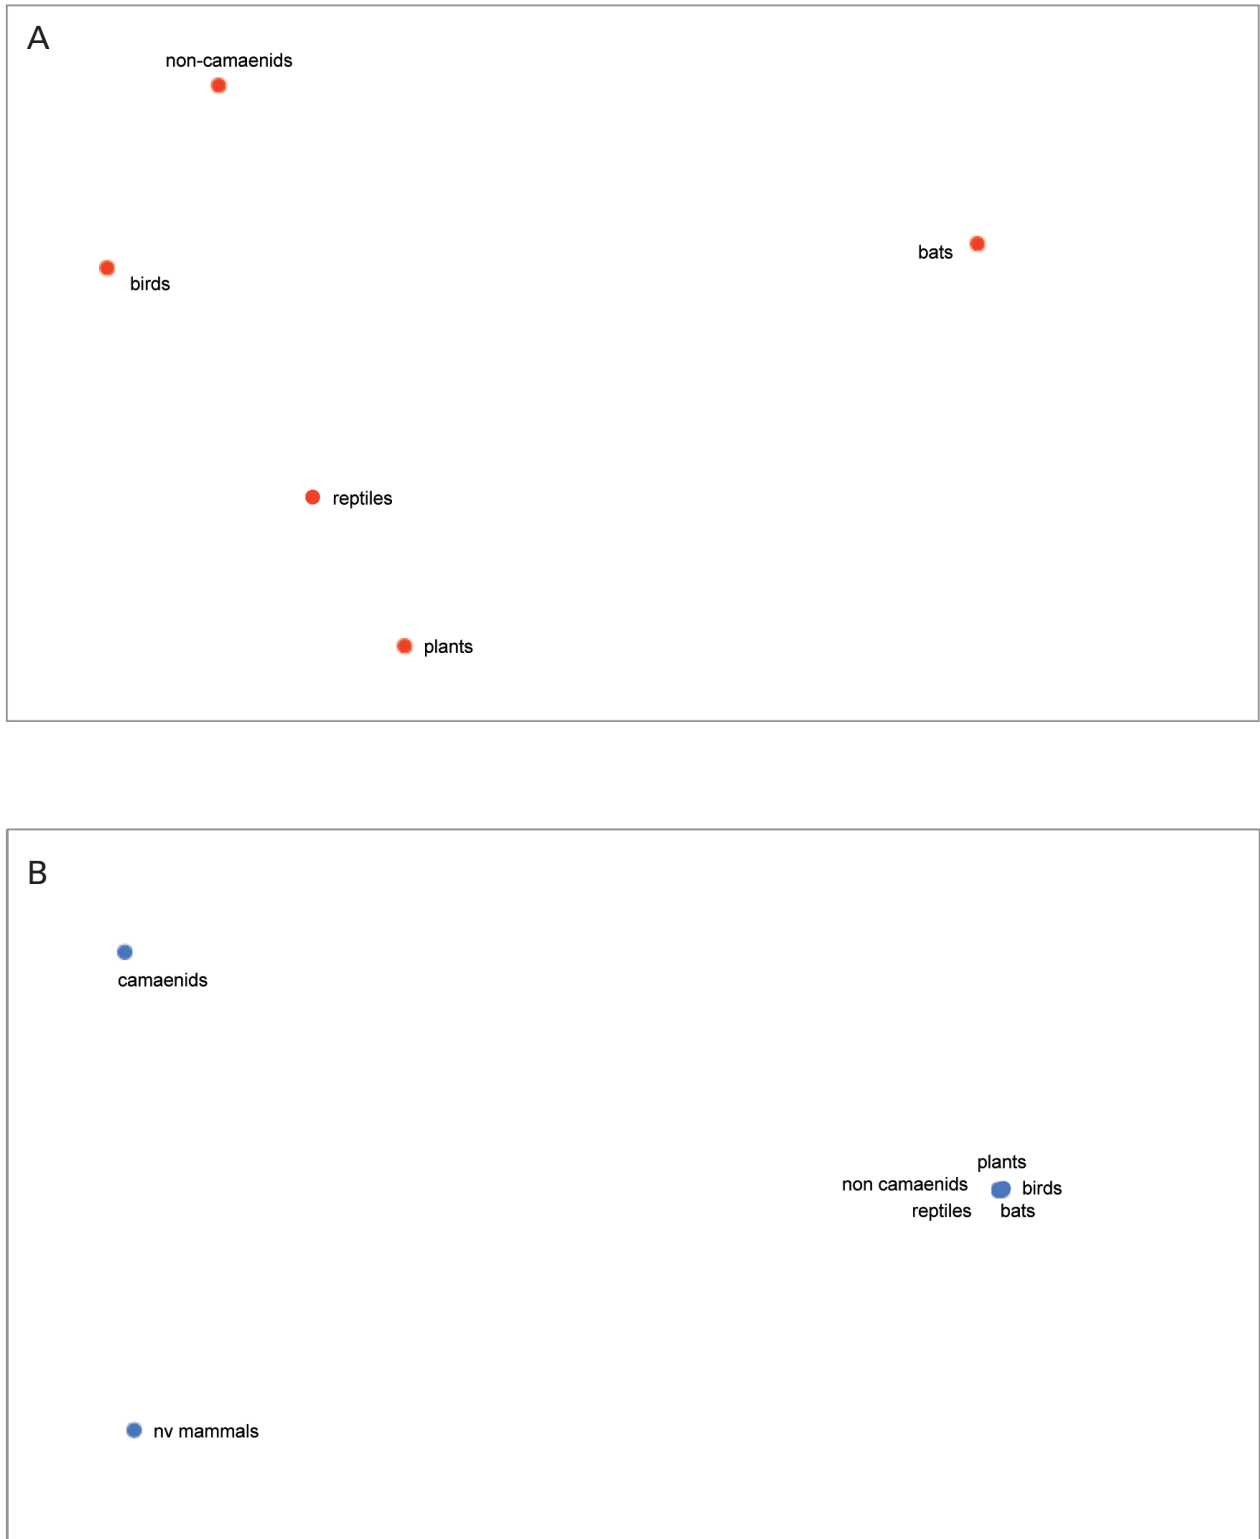 A
non-camaenids
bats
birds
reptiles
plants
B
camaenids
plants
non camaenids
birds
reptiles
bats
nv mammals